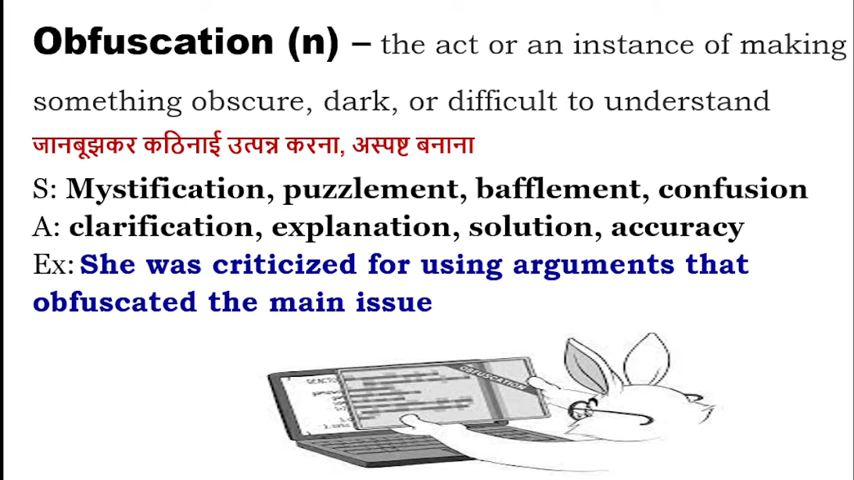 Obfuscation (n) – the act or an instance of making
something obscure, dark, or difficult to understand
जानबूझकर कठिनाई उत्पन्न करना, अस्पष्ट बनाना
S: Mystification, puzzlement, bafflement, confusion
A: clarification, explanation, solution, accuracy
Ex: She was criticized for using arguments that
obfuscated the main issue
OBFUSCATION